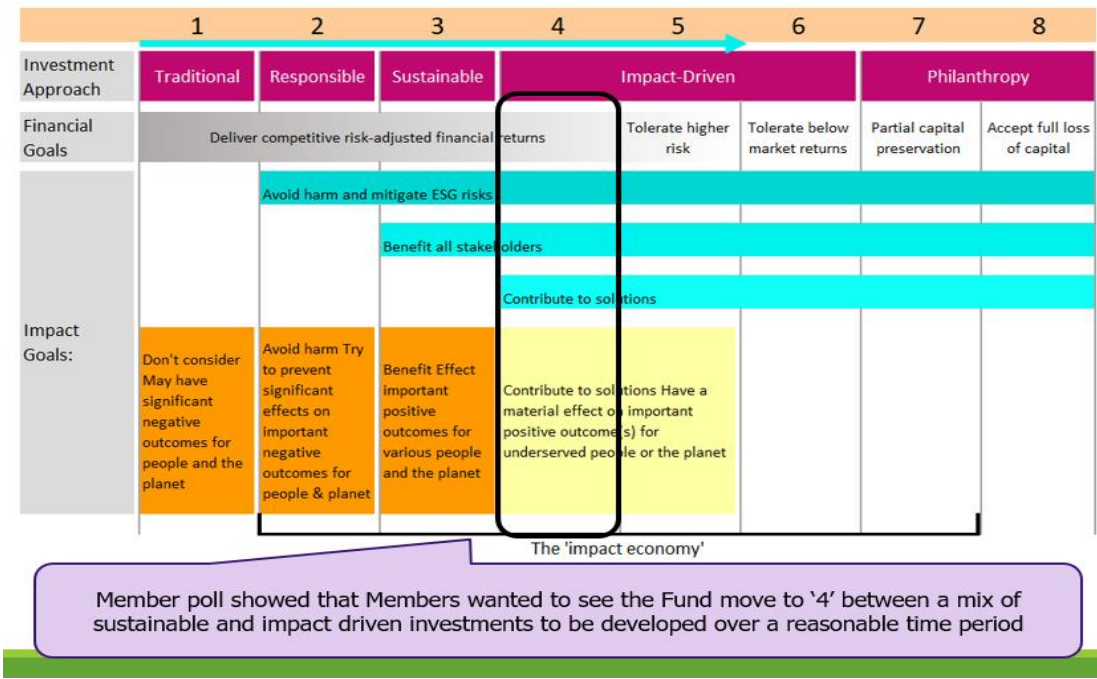 1 2 3 4 5 6 7 8
Investment
Approach
Traditional
Responsible
Sustainable
Impact-Driven
Philanthropy
Financial
Goals
Deliver competitive risk-adjusted financial returns
Tolerate higher
risk
Tolerate below
market returns
Partial capital
preservation
Accept full loss
of capital
Impact
Goals:
Avoid harm and mitigate ESG risks
Benefit all stakeholders
Contribute to solutions
Don't consider
May have
significant
negative
outcomes for
people and the
planet
Avoid harm Try
to prevent
significant
effects on
important
negative
outcomes for
people & planet
Benefit Effect
important
positive
outcomes for
various people
and the planet
Contribute to solutions Have a
material effect on important
positive outcome(s) for
underserved people or the planet
The 'impact economy'
Member poll showed that Members wanted to see the Fund move to ‘4’ between a mix of
sustainable and impact driven investments to be developed over a reasonable time period